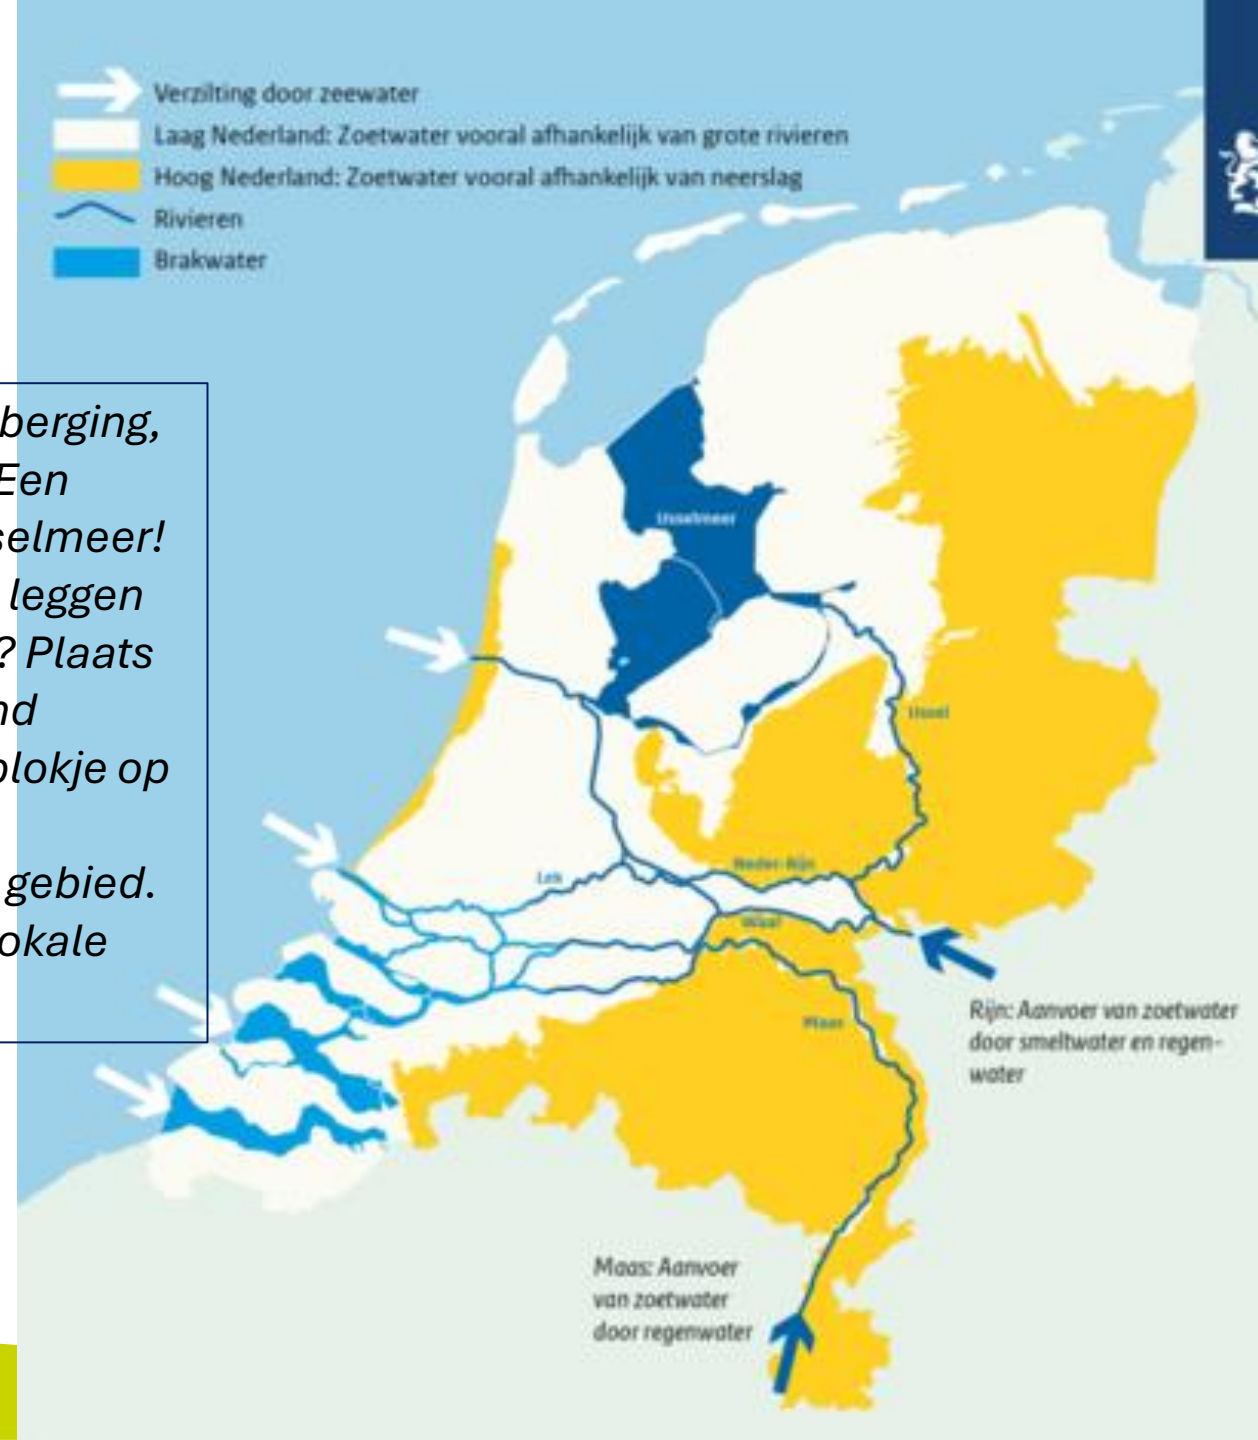 Verzilting door zeewater
Laag Nederland: Zoetwater vooral afhankelijk van grote rivieren
Hoog Nederland: Zoetwater vooral afhankelijk van neerslag
Rivieren
Brakwater
berging,
Een
selmeer!
leggen
? Plaats
nd
blokje op
gebied.
okale
IJsselmeer
IJssel
Neder-Rijn
Lek
Waal
Maas
Rijn: Aanvoer van zoetwater
door smeltwater en regen-
water
Maas: Aanvoer
van zoetwater
door regenwater